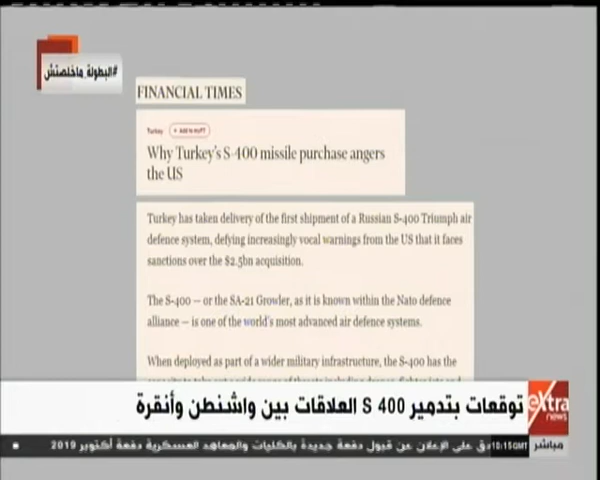 #البطولة_ماخلصتش
FINANCIAL TIMES
Turkey + Add to myFT
Why Turkey's S-400 missile purchase angers
the US
Turkey has taken delivery of the first shipment of a Russian S-400 Triumph air
defence system, defying increasingly vocal warnings from the US that it faces
sanctions over the $2.5bn acquisition.
The S-400 — or the SA-21 Growler, as it is known within the Nato defence
alliance — is one of the world's most advanced air defence systems.
When deployed as part of a wider military infrastructure, the S-400 has the
توقعات بتدمير S 400 العلاقات بين واشنطن وأنقرة
eXtra
news
مباشر
10:15GMT
على الإعلان عن قبول دفعة جديدة بالكليات والمعاهد العسكرية دفعة أكتوبر 2019